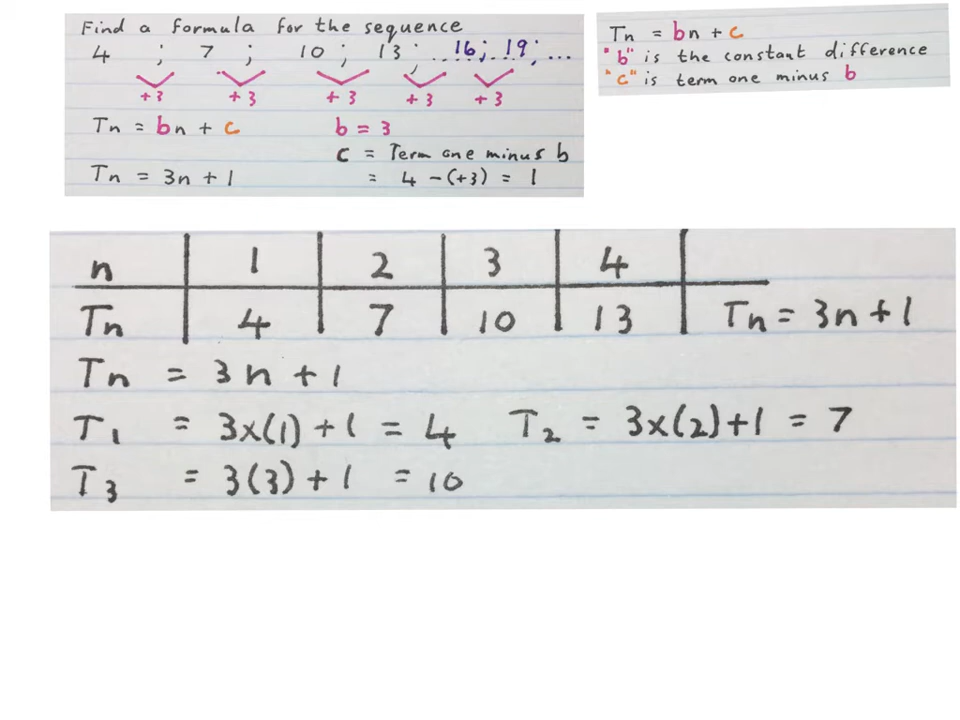 Find a formula for the sequence
4 ; 7 ; 10 ; 13 ; ..16; ..19; ...
+3 +3 +3 +3 +3
Tn = bn + c b = 3
c = Term one minus b
Tn = 3n + 1 = 4 -(+3) = 1
Tn = bn + c
"b" is the constant difference
"c" is term one minus b
n 1 2 3 4
Tn 4 7 10 13 Tn = 3n + 1
Tn = 3n + 1
T1 = 3x(1) + 1 = 4 T2 = 3x(2)+1 = 7
T3 = 3(3) + 1 = 10